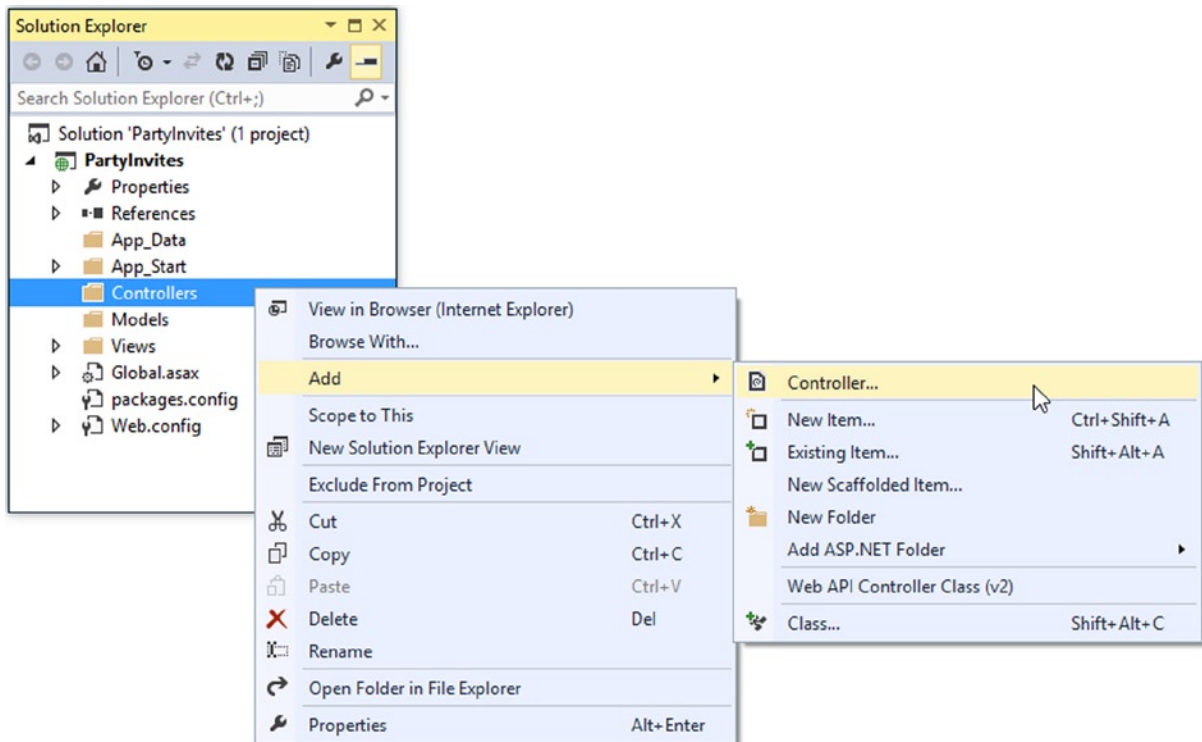 Solution Explorer
Search Solution Explorer (Ctrl+;)
Solution 'PartyInvites' (1 project)
PartyInvites
Properties
References
App_Data
App_Start
Controllers
Models
Views
Global.asax
packages.config
Web.config
View in Browser (Internet Explorer)
Browse With...
Add
Scope to This
New Solution Explorer View
Exclude From Project
Cut Ctrl+X
Copy Ctrl+C
Paste Ctrl+V
Delete Del
Rename
Open Folder in File Explorer
Properties Alt+Enter
Controller...
New Item... Ctrl+Shift+A
Existing Item... Shift+Alt+A
New Scaffolded Item...
New Folder
Add ASP.NET Folder
Web API Controller Class (v2)
Class... Shift+Alt+C